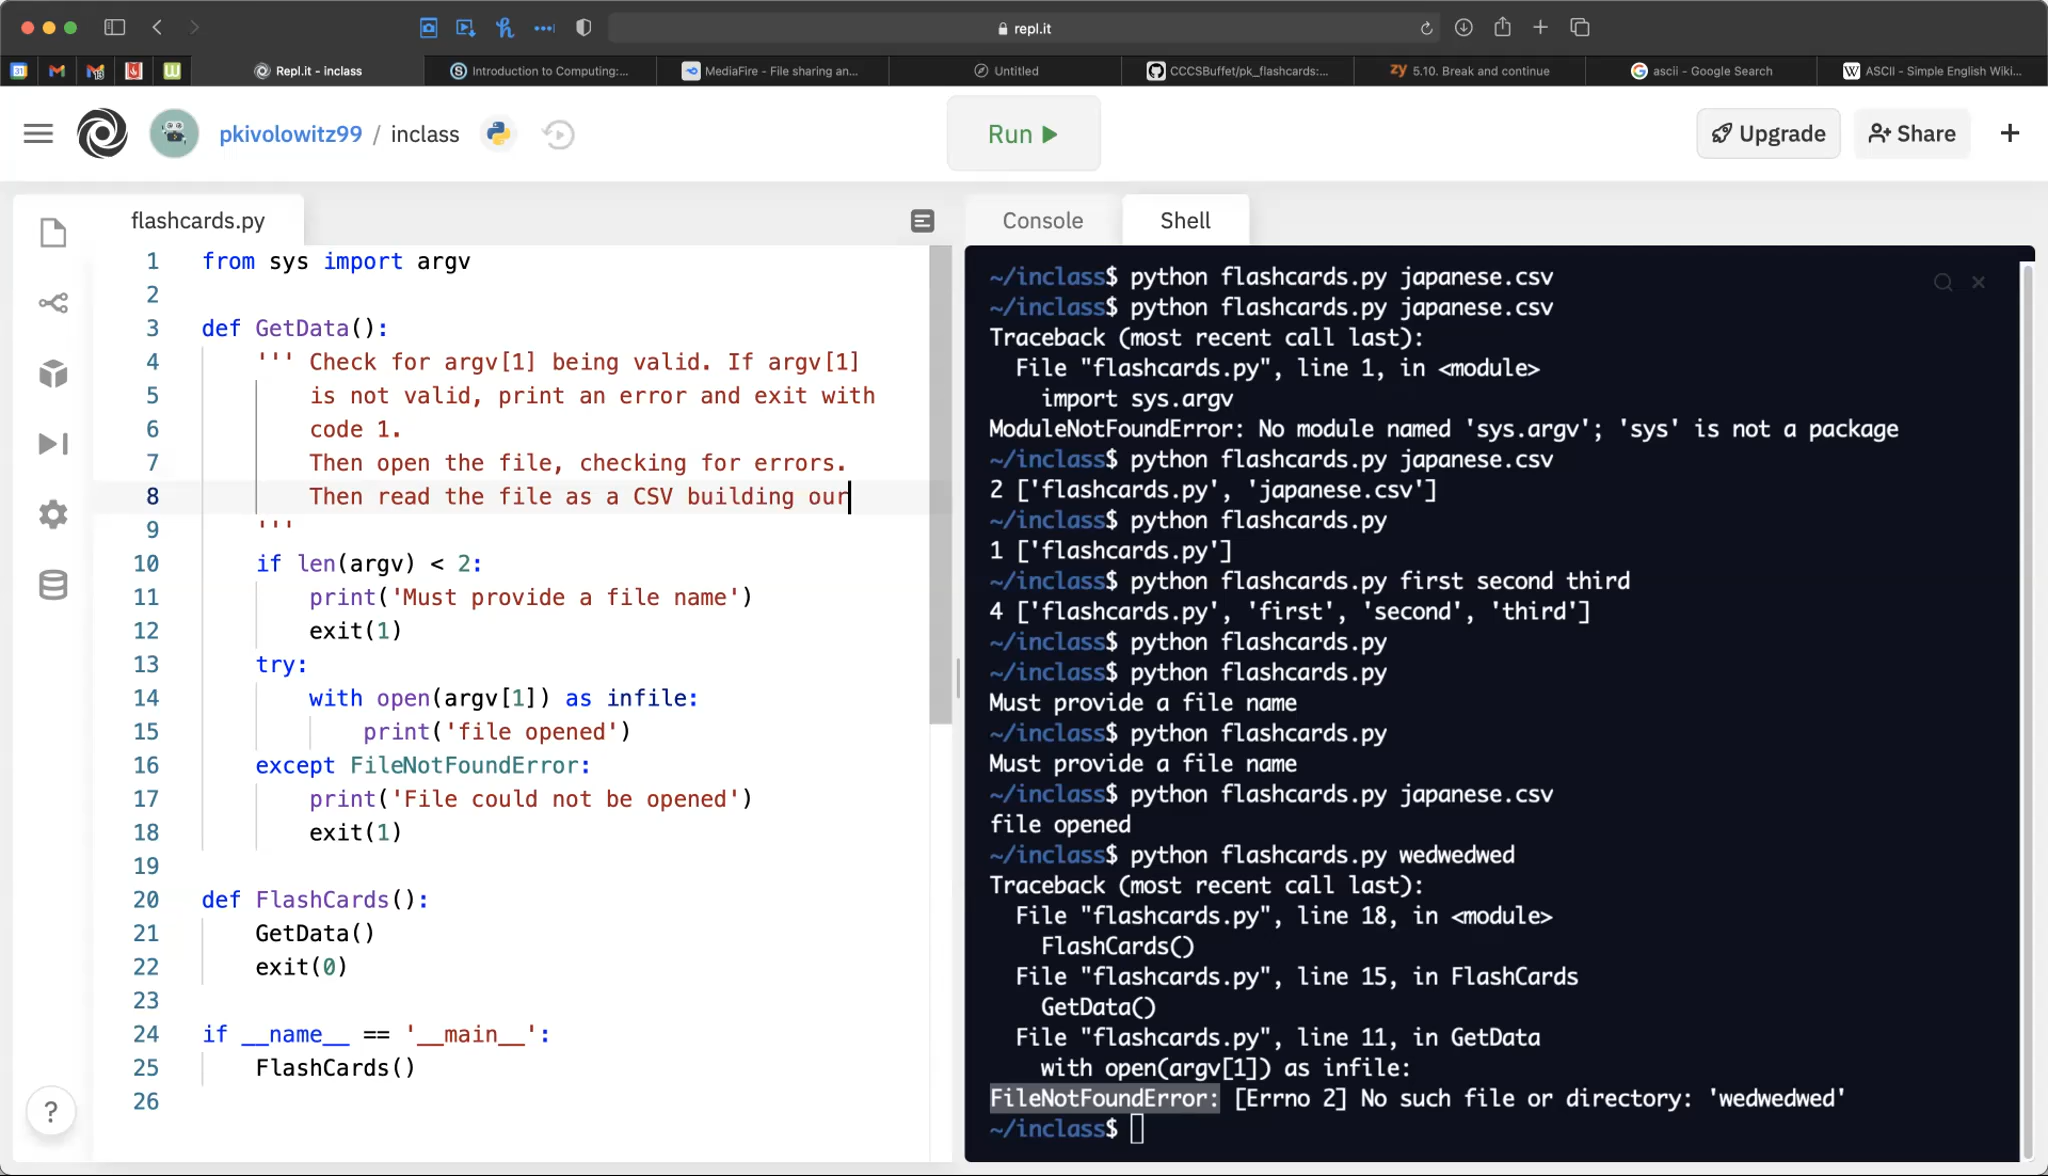 repl.it
31
13
Repl.it - inclass
Introduction to Computing:...
MediaFire - File sharing an...
Untitled
CCCSBuffet/pk_flashcards:...
zy 5.10. Break and continue
ascii - Google Search
W ASCII - Simple English Wiki...
pkivolowitz99 / inclass
Run
Upgrade
Share
flashcards.py
1 from sys import argv
2
3 def GetData():
4 ''' Check for argv[1] being valid. If argv[1]
5 is not valid, print an error and exit with
6 code 1.
7 Then open the file, checking for errors.
8 Then read the file as a CSV building our
9 '''
10 if len(argv) < 2:
11 print('Must provide a file name')
12 exit(1)
13 try:
14 with open(argv[1]) as infile:
15 print('file opened')
16 except FileNotFoundError:
17 print('File could not be opened')
18 exit(1)
19
20 def FlashCards():
21 GetData()
22 exit(0)
23
24 if __name__ == '__main__':
25 FlashCards()
26
?
Console
Shell
~/inclass$ python flashcards.py japanese.csv
~/inclass$ python flashcards.py japanese.csv
Traceback (most recent call last):
File "flashcards.py", line 1, in <module>
import sys.argv
ModuleNotFoundError: No module named 'sys.argv'; 'sys' is not a package
~/inclass$ python flashcards.py japanese.csv
2 ['flashcards.py', 'japanese.csv']
~/inclass$ python flashcards.py
1 ['flashcards.py']
~/inclass$ python flashcards.py first second third
4 ['flashcards.py', 'first', 'second', 'third']
~/inclass$ python flashcards.py
~/inclass$ python flashcards.py
Must provide a file name
~/inclass$ python flashcards.py
Must provide a file name
~/inclass$ python flashcards.py japanese.csv
file opened
~/inclass$ python flashcards.py wedwedwed
Traceback (most recent call last):
File "flashcards.py", line 18, in <module>
FlashCards()
File "flashcards.py", line 15, in FlashCards
GetData()
File "flashcards.py", line 11, in GetData
with open(argv[1]) as infile:
FileNotFoundError: [Errno 2] No such file or directory: 'wedwedwed'
~/inclass$